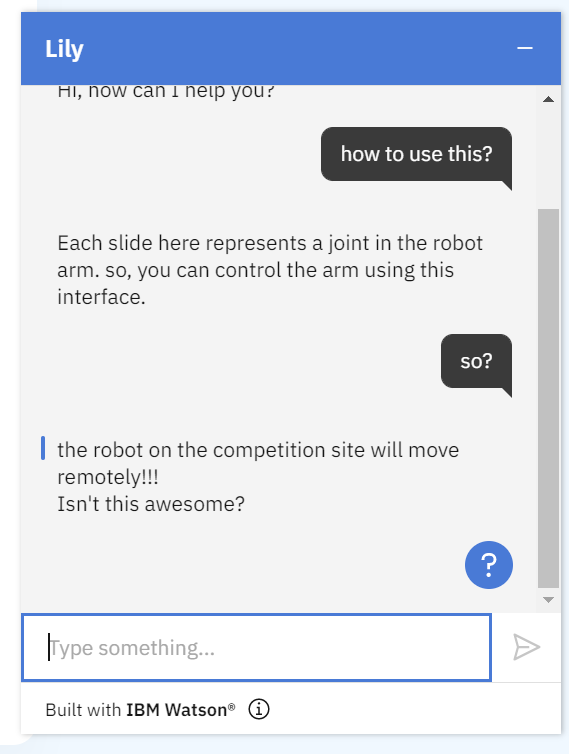 Lily
Hi, how can I help you?
how to use this?
Each slide here represents a joint in the robot
arm. so, you can control the arm using this
interface.
so?
the robot on the competition site will move
remotely!!!
Isn't this awesome?
?
Type something...
Built with IBM Watson®